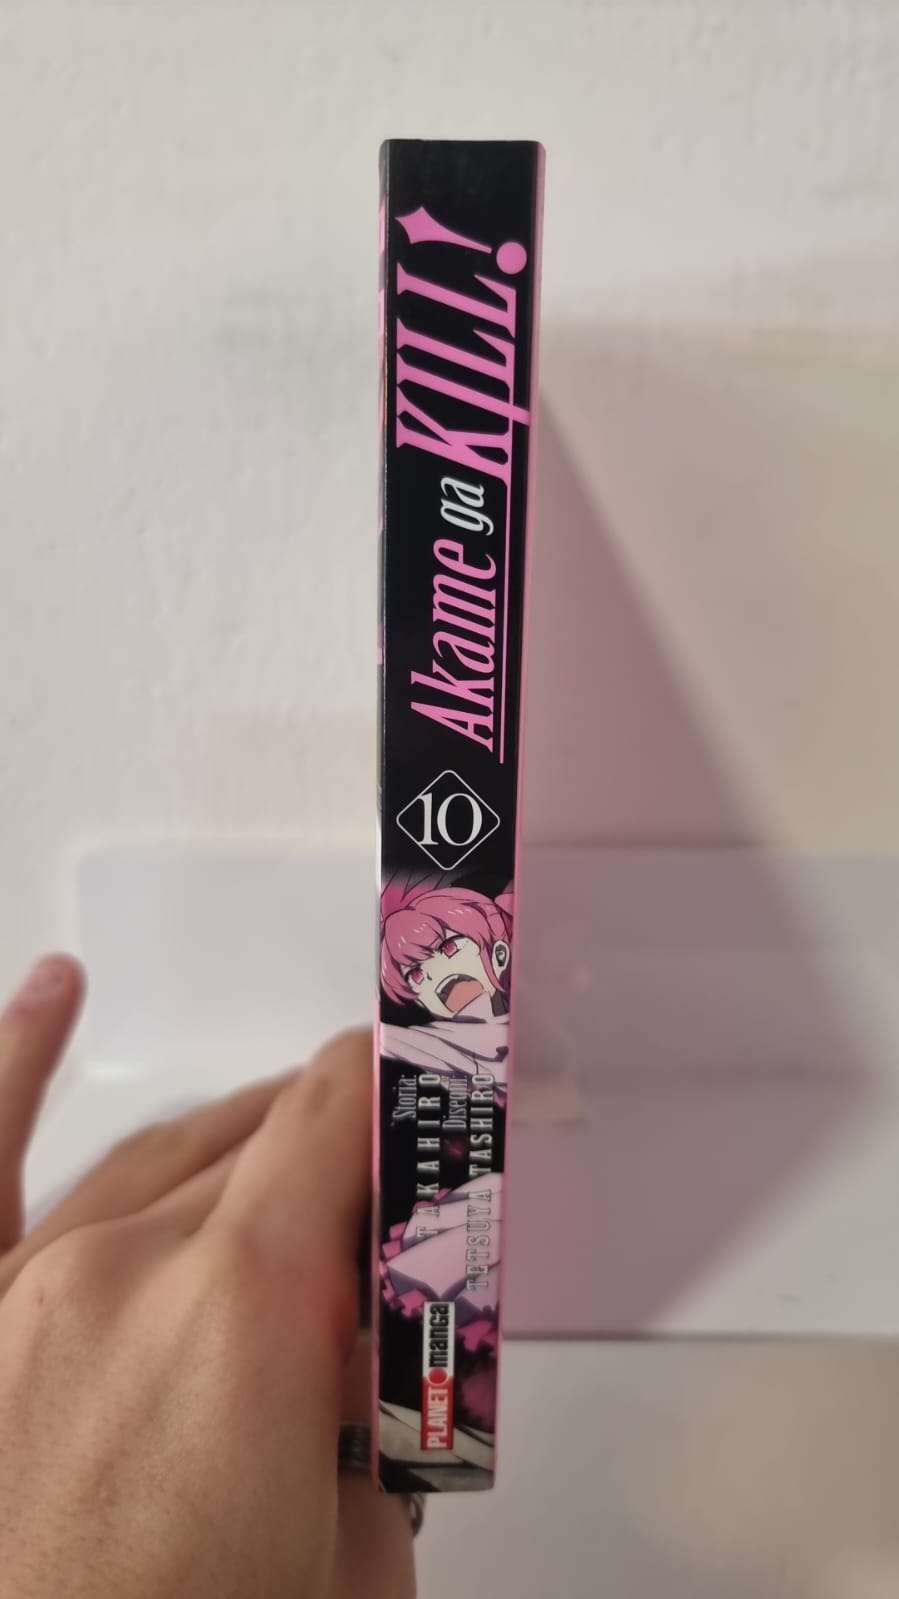 Akame ga KILL!
10
Storia:
TAKAHIRO
Disegni:
TETSUYA TASHIRO
PLANET manga